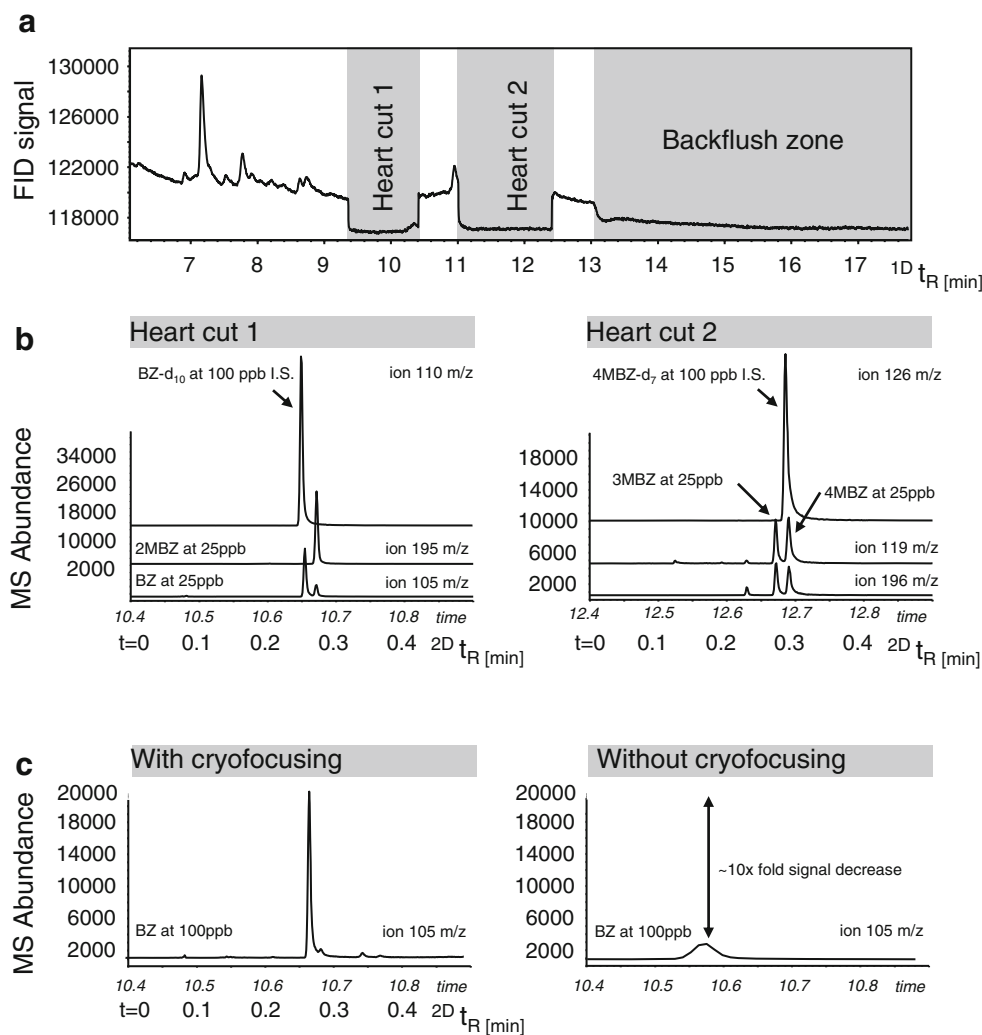 a
FID signal
130000
126000
122000
118000
Heart cut 1
Heart cut 2
Backflush zone
7 8 9 10 11 12 13 14 15 16 17 1D tR [min]
b
Heart cut 1
MS Abundance
BZ-d10 at 100 ppb I.S.
ion 110 m/z
34000
26000
18000
10000
2000
2MBZ at 25ppb
ion 195 m/z
BZ at 25ppb
ion 105 m/z
10.4 10.5 10.6 10.7 10.8 time
t=0 0.1 0.2 0.3 0.4 2D tR [min]
Heart cut 2
4MBZ-d7 at 100 ppb I.S.
ion 126 m/z
18000
14000
10000
6000
2000
3MBZ at 25ppb
4MBZ at 25ppb
ion 119 m/z
ion 196 m/z
12.4 12.5 12.6 12.7 12.8 time
t=0 0.1 0.2 0.3 0.4 2D tR [min]
c
With cryofocusing
MS Abundance
20000
18000
14000
10000
6000
2000
BZ at 100ppb
ion 105 m/z
10.4 10.5 10.6 10.7 10.8 time
t=0 0.1 0.2 0.3 0.4 2D tR [min]
Without cryofocusing
20000
18000
14000
10000
6000
2000
~10x fold signal decrease
BZ at 100ppb
ion 105 m/z
10.4 10.5 10.6 10.7 10.8 time